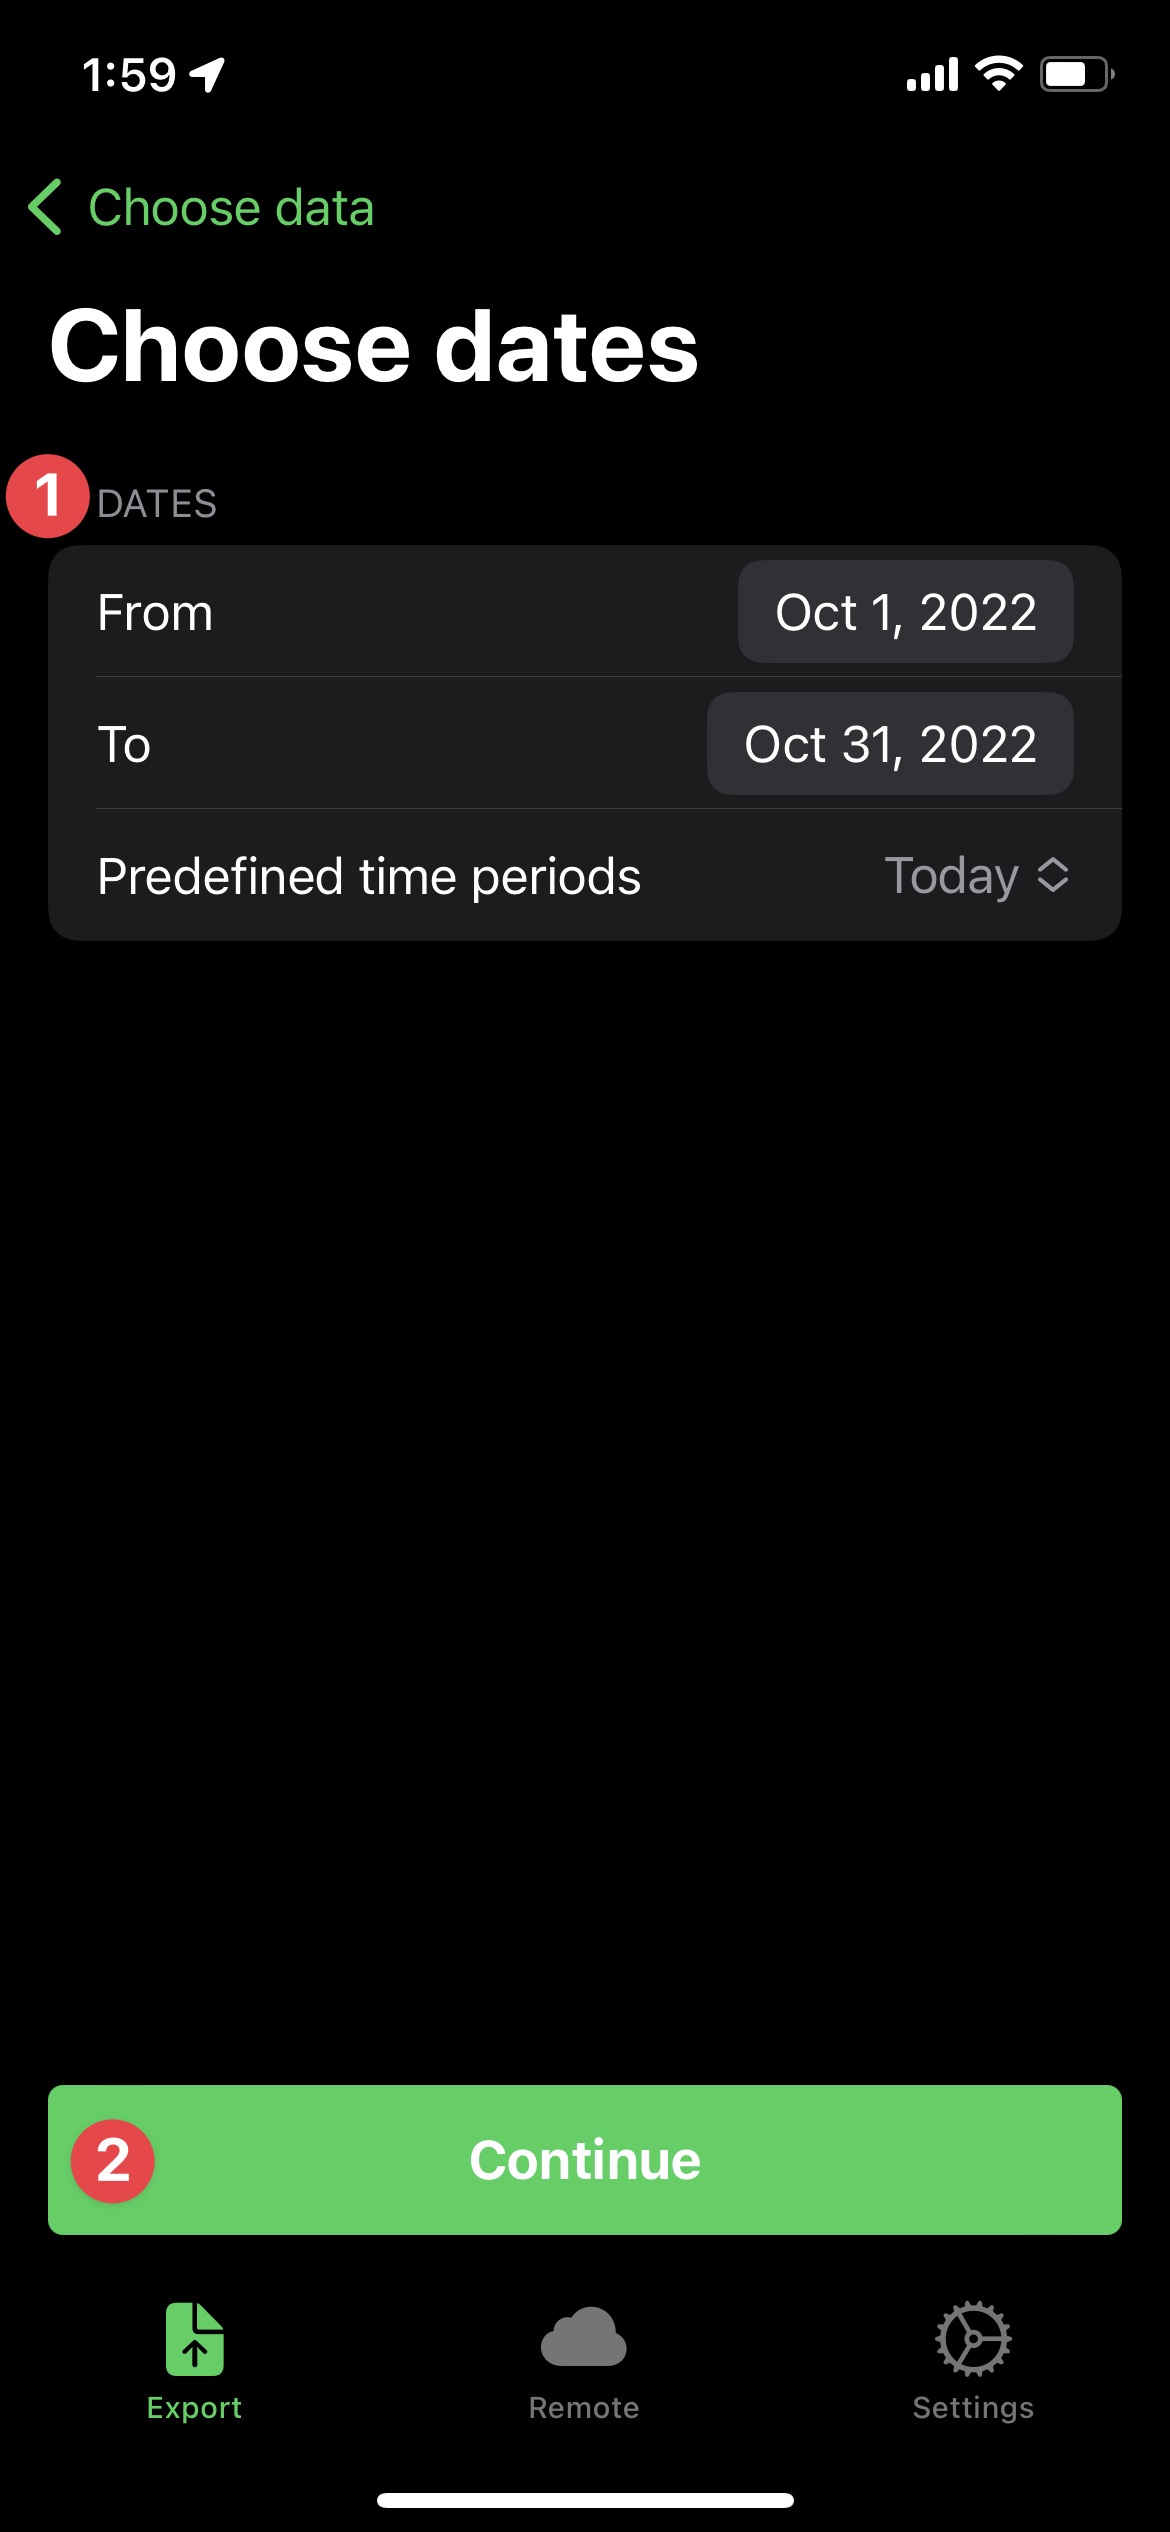 1:59
Choose data
Choose dates
1 DATES
From Oct 1, 2022
To Oct 31, 2022
Predefined time periods Today
2 Continue
Export Remote Settings